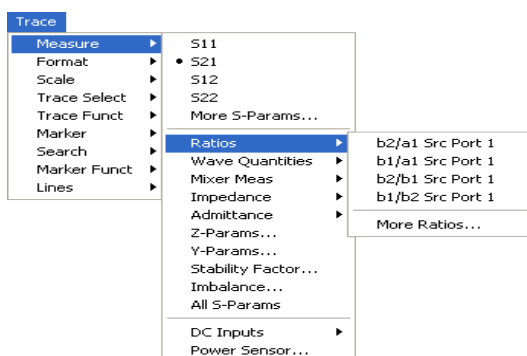 Trace
Measure
Format
Scale
Trace Select
Trace Funct
Marker
Search
Marker Funct
Lines
S11
S21
S12
S22
More S-Params...
Ratios
Wave Quantities
Mixer Meas
Impedance
Admittance
Z-Params...
Y-Params...
Stability Factor...
Imbalance...
All S-Params
DC Inputs
Power Sensor...
b2/a1 Src Port 1
b1/a1 Src Port 1
b2/b1 Src Port 1
b1/b2 Src Port 1
More Ratios...